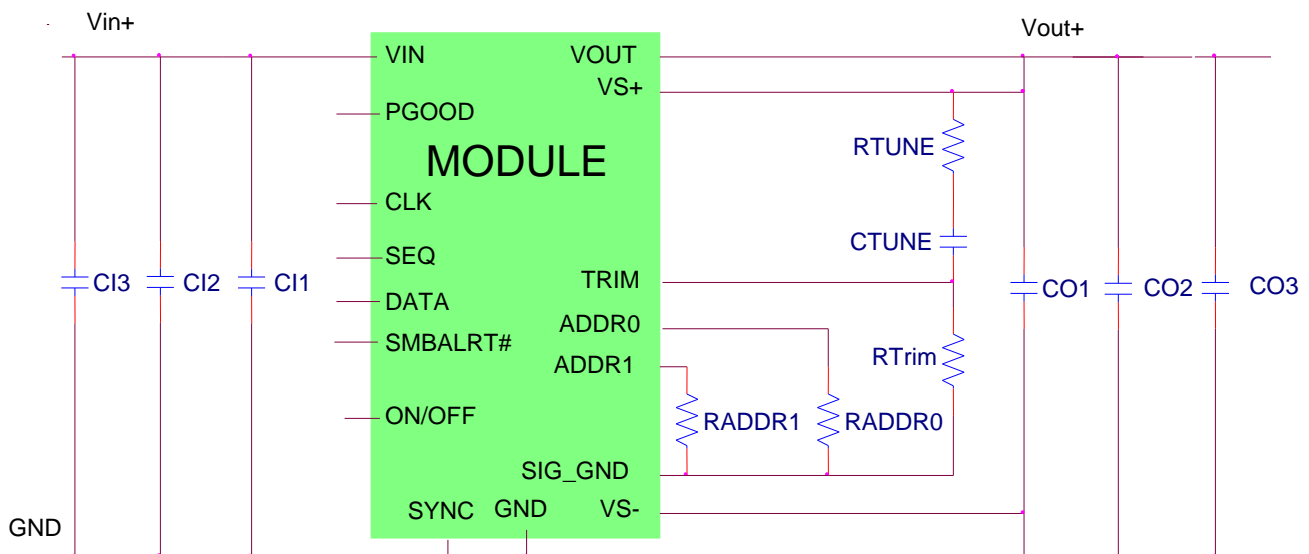 Vin+
Vout+
VIN
VOUT
VS+
PGOOD
RTUNE
MODULE
CLK
CTUNE
SEQ
TRIM
CI3
CI2
CI1
CO1
CO2
CO3
DATA
ADDR0
SMBALRT#
ADDR1
RTrim
ON/OFF
RADDR1
RADDR0
SIG_GND
SYNC
GND
VS-
GND